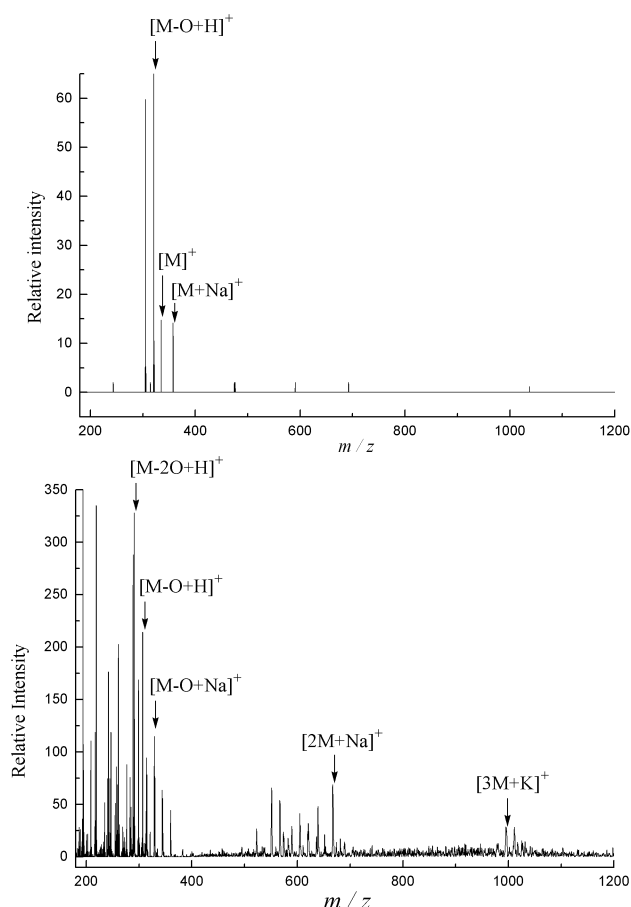 [M-O+H]+
60
50
[M]+
40
[M+Na]+
30
20
10
0
200 400 600 800 1000 1200
m / z
Relative intensity
[M-2O+H]+
350
300
[M-O+H]+
250
[M-O+Na]+
200
[2M+Na]+
150
[3M+K]+
100
50
0
200 400 600 800 1000 1200
m / z
Relative Intensity